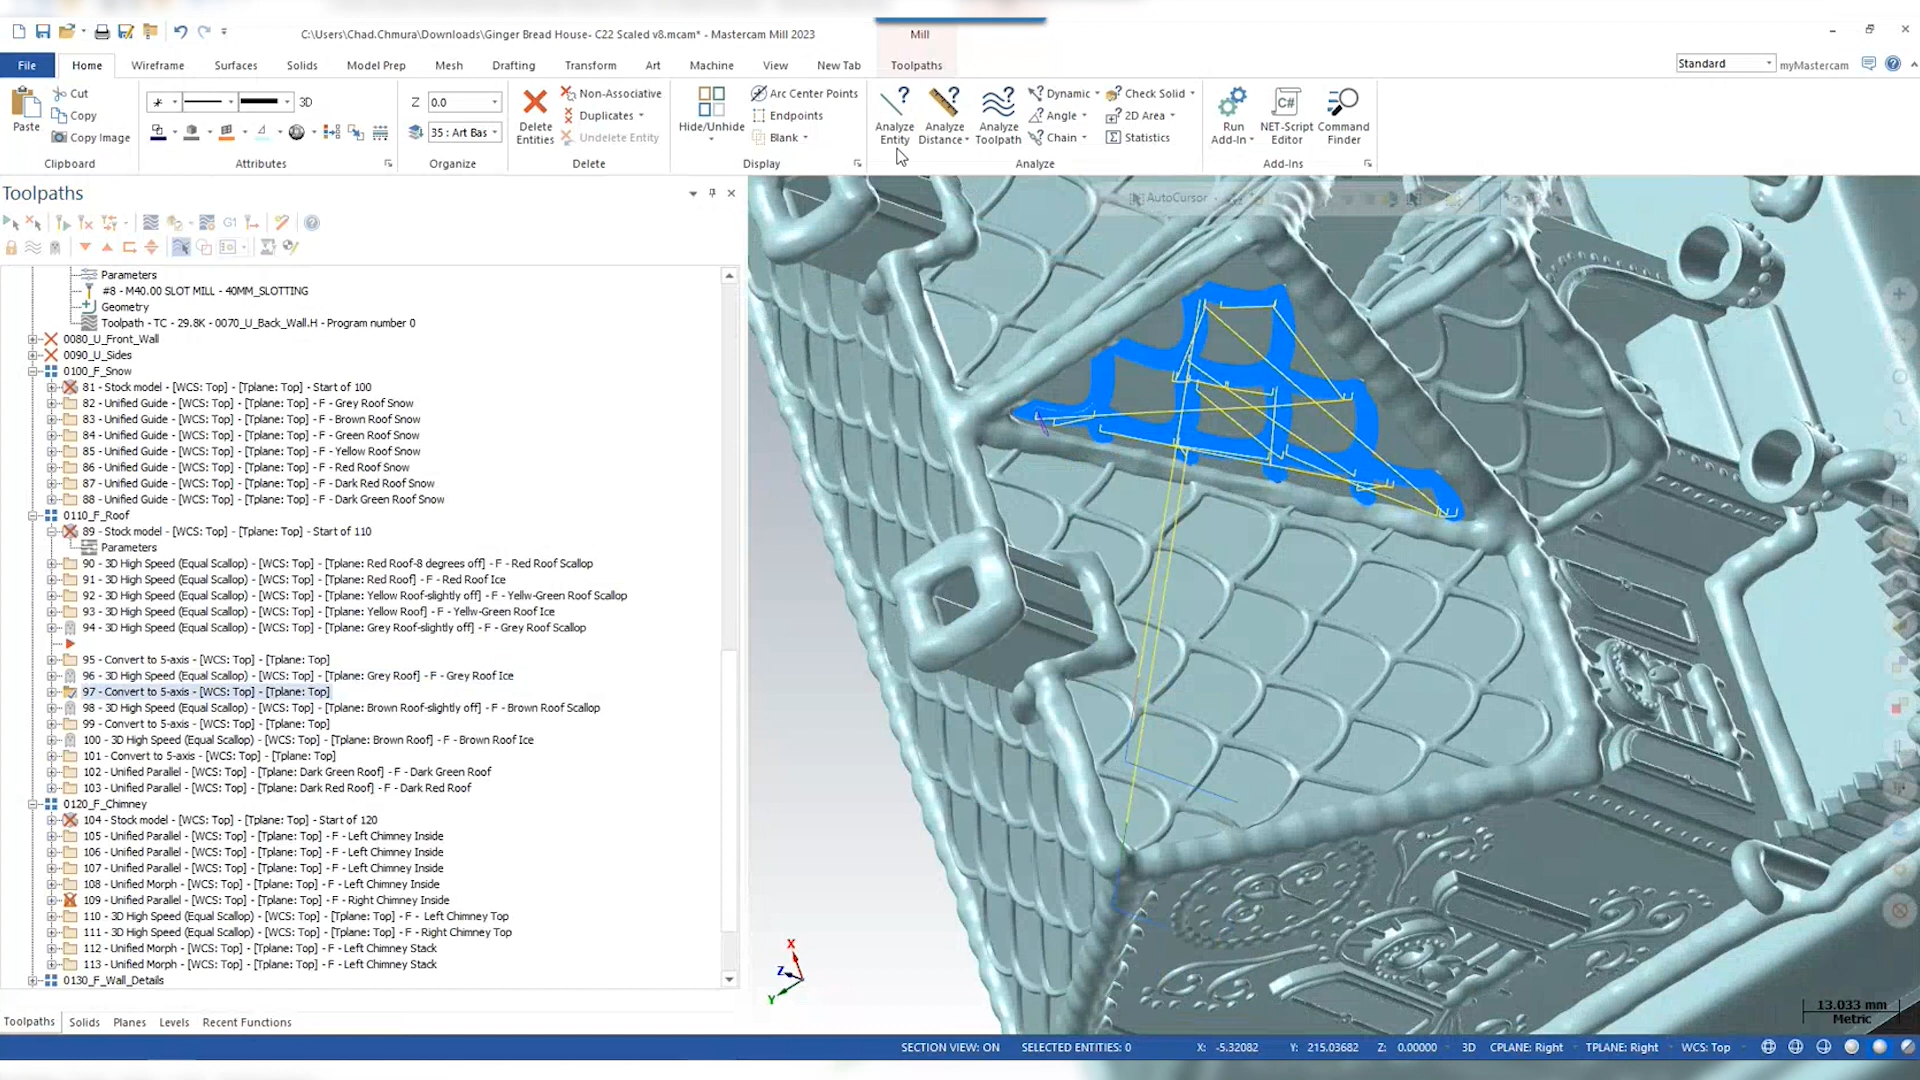 C:\Users\Chad.Chmura\Downloads\Ginger Bread House- C22 Scaled v8.mcam* - Mastercam Mill 2023
Mill
File
Home
Wireframe
Surfaces
Solids
Model Prep
Mesh
Drafting
Transform
Art
Machine
View
New Tab
Toolpaths
Standard
myMastercam
Paste
Cut
Copy
Copy Image
Clipboard
3D
Attributes
Z 0.0
35 : Art Bas
Organize
Delete Entities
Non-Associative
Duplicates
Undelete Entity
Delete
Hide/Unhide
Arc Center Points
Endpoints
Blank
Display
Analyze Entity
Analyze Distance
Analyze Toolpath
Dynamic
Angle
Chain
Check Solid
2D Area
Statistics
Analyze
Run Add-In
C#
NET-Script Editor
Command Finder
Add-Ins
Toolpaths
G1
AutoCursor
Parameters
#8 - M40.00 SLOT MILL - 40MM_SLOTTING
Geometry
Toolpath - TC - 29.8K - 0070_U_Back_Wall.H - Program number 0
0080_U_Front_Wall
0090_U_Sides
0100_F_Snow
81 - Stock model - [WCS: Top] - [Tplane: Top] - Start of 100
82 - Unified Guide - [WCS: Top] - [Tplane: Top] - F - Grey Roof Snow
83 - Unified Guide - [WCS: Top] - [Tplane: Top] - F - Brown Roof Snow
84 - Unified Guide - [WCS: Top] - [Tplane: Top] - F - Green Roof Snow
85 - Unified Guide - [WCS: Top] - [Tplane: Top] - F - Yellow Roof Snow
86 - Unified Guide - [WCS: Top] - [Tplane: Top] - F - Red Roof Snow
87 - Unified Guide - [WCS: Top] - [Tplane: Top] - F - Dark Red Roof Snow
88 - Unified Guide - [WCS: Top] - [Tplane: Top] - F - Dark Green Roof Snow
0110_F_Roof
89 - Stock model - [WCS: Top] - [Tplane: Top] - Start of 110
Parameters
90 - 3D High Speed (Equal Scallop) - [WCS: Top] - [Tplane: Red Roof-8 degrees off] - F - Red Roof Scallop
91 - 3D High Speed (Equal Scallop) - [WCS: Top] - [Tplane: Red Roof] - F - Red Roof Ice
92 - 3D High Speed (Equal Scallop) - [WCS: Top] - [Tplane: Yellow Roof-slightly off] - F - Yellw-Green Roof Scallop
93 - 3D High Speed (Equal Scallop) - [WCS: Top] - [Tplane: Yellow Roof] - F - Yellw-Green Roof Ice
94 - 3D High Speed (Equal Scallop) - [WCS: Top] - [Tplane: Grey Roof-slightly off] - F - Grey Roof Scallop
95 - Convert to 5-axis - [WCS: Top] - [Tplane: Top]
96 - 3D High Speed (Equal Scallop) - [WCS: Top] - [Tplane: Grey Roof] - F - Grey Roof Ice
97 - Convert to 5-axis - [WCS: Top] - [Tplane: Top]
98 - 3D High Speed (Equal Scallop) - [WCS: Top] - [Tplane: Brown Roof-slightly off] - F - Brown Roof Scallop
99 - Convert to 5-axis - [WCS: Top] - [Tplane: Top]
100 - 3D High Speed (Equal Scallop) - [WCS: Top] - [Tplane: Brown Roof] - F - Brown Roof Ice
101 - Convert to 5-axis - [WCS: Top] - [Tplane: Top]
102 - Unified Parallel - [WCS: Top] - [Tplane: Dark Green Roof] - F - Dark Green Roof
103 - Unified Parallel - [WCS: Top] - [Tplane: Dark Red Roof] - F - Dark Red Roof
0120_F_Chimney
104 - Stock model - [WCS: Top] - [Tplane: Top] - Start of 120
105 - Unified Parallel - [WCS: Top] - [Tplane: Top] - F - Left Chimney Inside
106 - Unified Parallel - [WCS: Top] - [Tplane: Top] - F - Left Chimney Inside
107 - Unified Parallel - [WCS: Top] - [Tplane: Top] - F - Left Chimney Inside
108 - Unified Morph - [WCS: Top] - [Tplane: Top] - F - Left Chimney Inside
109 - Unified Parallel - [WCS: Top] - [Tplane: Top] - F - Right Chimney Inside
110 - 3D High Speed (Equal Scallop) - [WCS: Top] - [Tplane: Top] - F - Left Chimney Top
111 - 3D High Speed (Equal Scallop) - [WCS: Top] - [Tplane: Top] - F - Right Chimney Top
112 - Unified Morph - [WCS: Top] - [Tplane: Top] - F - Left Chimney Stack
113 - Unified Morph - [WCS: Top] - [Tplane: Top] - F - Left Chimney Stack
0130_F_Wall_Details
X
Z
Y
13.033 mm
Metric
Toolpaths
Solids
Planes
Levels
Recent Functions
SECTION VIEW: ON
SELECTED ENTITIES: 0
X: -5.32082
Y: 215.03682
Z: 0.00000
3D
CPLANE: Right
TPLANE: Right
WCS: Top